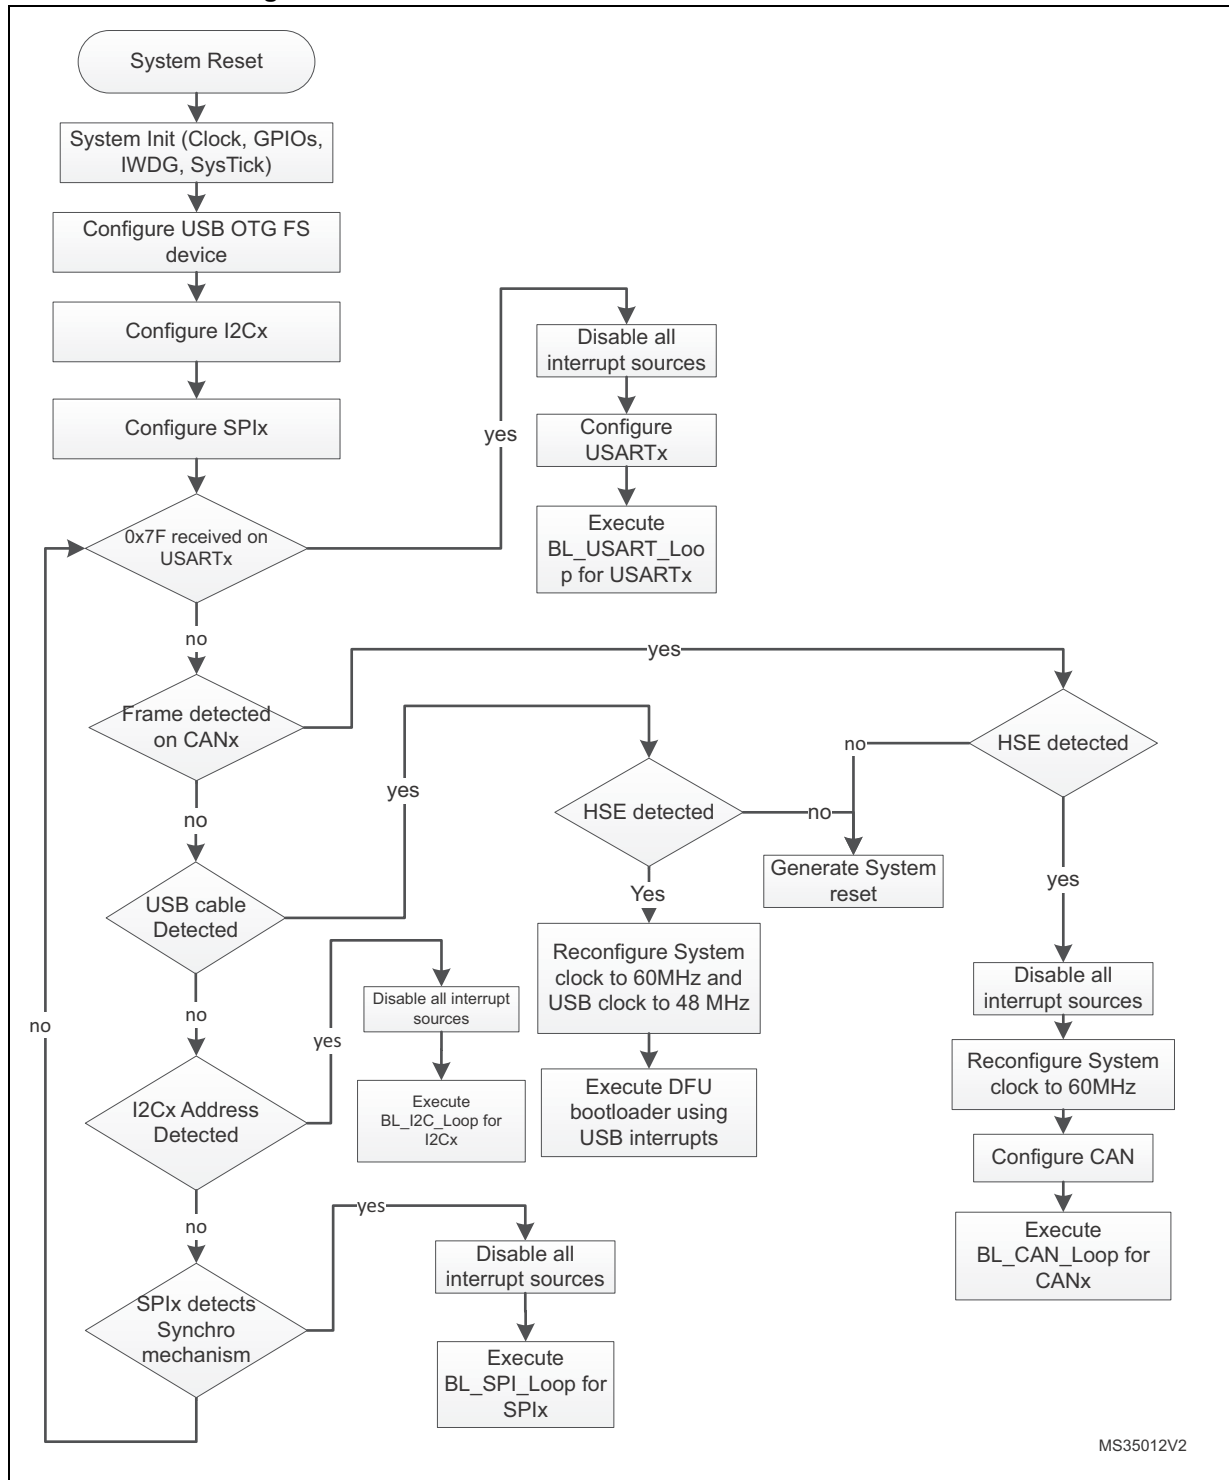 System Reset
System Init (Clock, GPIOs,
IWDG, SysTick)
Configure USB OTG FS
device
Configure I2Cx
Configure SPIx
0x7F received on
USARTx
yes
Disable all
interrupt sources
Configure
USARTx
Execute
BL_USART_Loo
p for USARTx
no
Frame detected
on CANx
yes
HSE detected
no
yes
Disable all
interrupt sources
Reconfigure System
clock to 60MHz
Configure CAN
Execute
BL_CAN_Loop for
CANx
no
USB cable
Detected
yes
HSE detected
no
Generate System
reset
Yes
Reconfigure System
clock to 60MHz and
USB clock to 48 MHz
Execute DFU
bootloader using
USB interrupts
no
I2Cx Address
Detected
yes
Disable all interrupt
sources
Execute
BL_I2C_Loop for
I2Cx
no
SPIx detects
Synchro
mechanism
yes
Disable all
interrupt sources
Execute
BL_SPI_Loop for
SPIx
no
MS35012V2